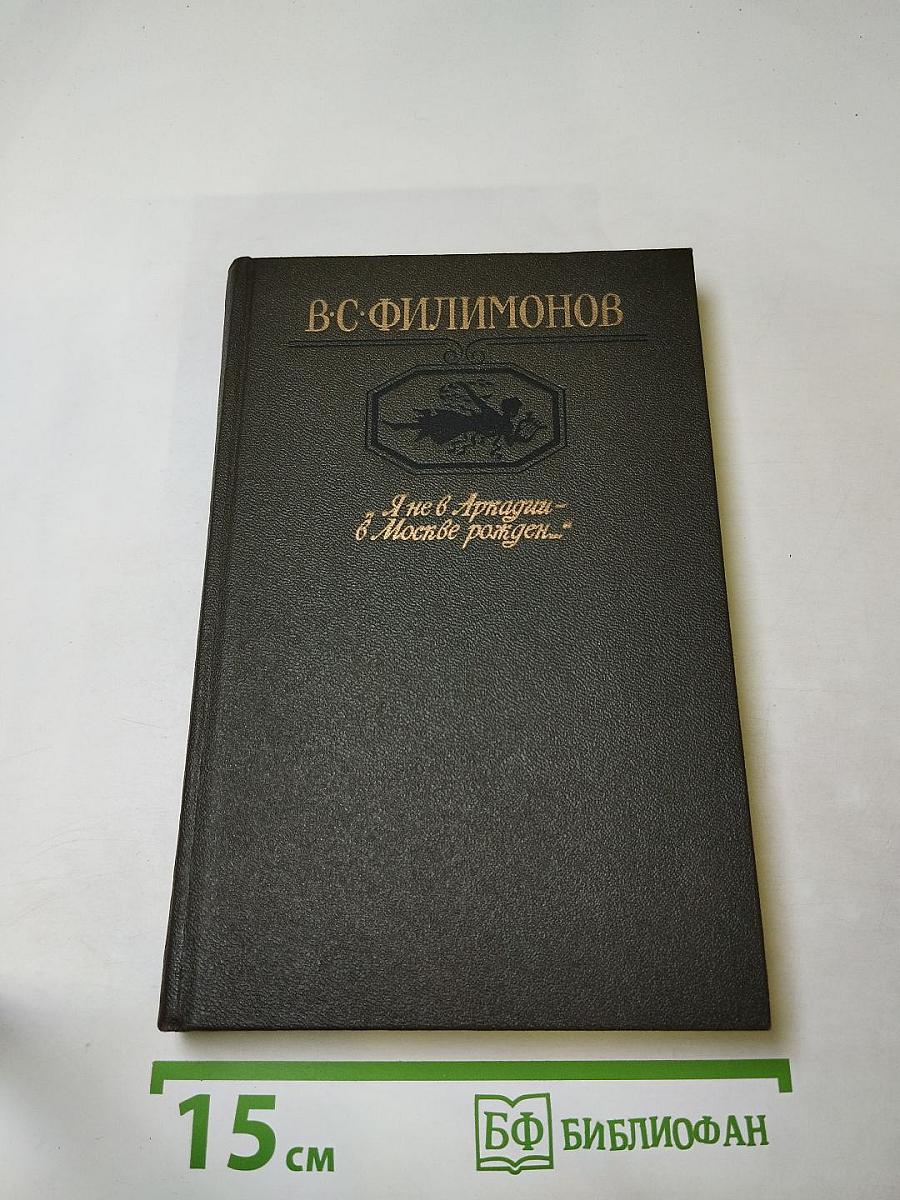 В·С·ФИЛИМОНОВ
„Я не в Аркадии–
в Москве рожден...“
15 см
БФ БИБЛИОФАН